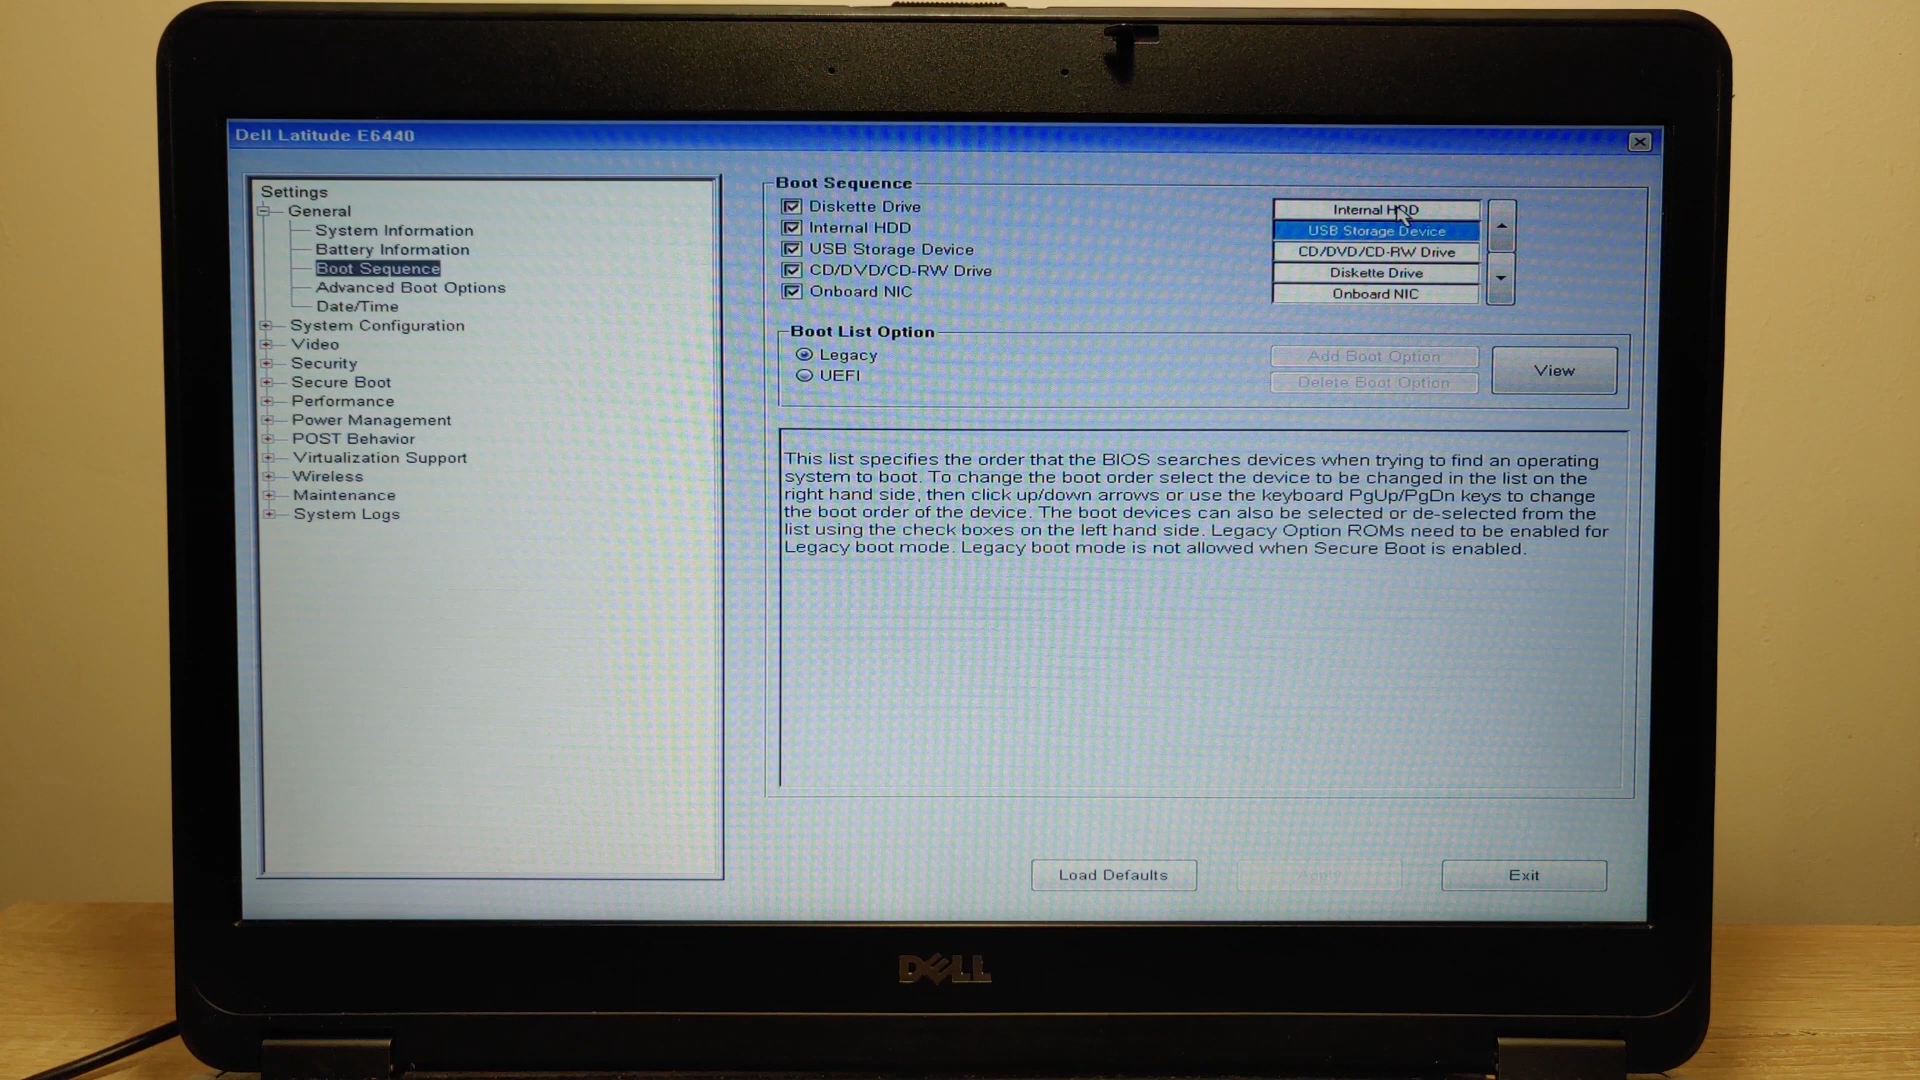 Dell Latitude E6440
Settings
General
System Information
Battery Information
Boot Sequence
Advanced Boot Options
Date/Time
System Configuration
Video
Security
Secure Boot
Performance
Power Management
POST Behavior
Virtualization Support
Wireless
Maintenance
System Logs
Boot Sequence
Diskette Drive
Internal HDD
USB Storage Device
CD/DVD/CD-RW Drive
Onboard NIC
Internal HDD
USB Storage Device
CD/DVD/CD-RW Drive
Diskette Drive
Onboard NIC
Boot List Option
Legacy
UEFI
Add Boot Option
Delete Boot Option
View
This list specifies the order that the BIOS searches devices when trying to find an operating
system to boot. To change the boot order select the device to be changed in the list on the
right hand side, then click up/down arrows or use the keyboard PgUp/PgDn keys to change
the boot order of the device. The boot devices can also be selected or de-selected from the
list using the check boxes on the left hand side. Legacy Option ROMs need to be enabled for
Legacy boot mode. Legacy boot mode is not allowed when Secure Boot is enabled.
Load Defaults
Apply
Exit
DELL